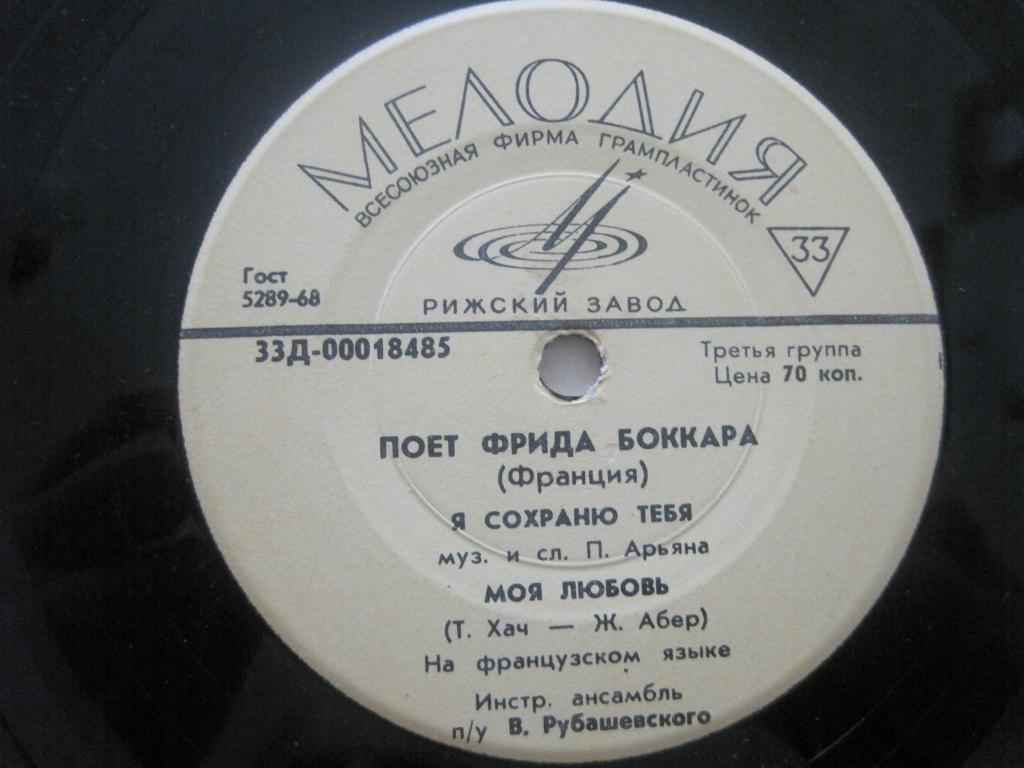 МЕЛОДИЯ
ВСЕСОЮЗНАЯ ФИРМА ГРАМПЛАСТИНОК
33
Гост
5289-68
РИЖСКИЙ ЗАВОД
33Д-00018485
Третья группа
Цена 70 коп.
ПОЕТ ФРИДА БОККАРА
(Франция)
Я СОХРАНЮ ТЕБЯ
муз. и сл. П. Арьяна
МОЯ ЛЮБОВЬ
(Т. Хач — Ж. Абер)
На французском языке
Инстр. ансамбль
п/у В. Рубашевского